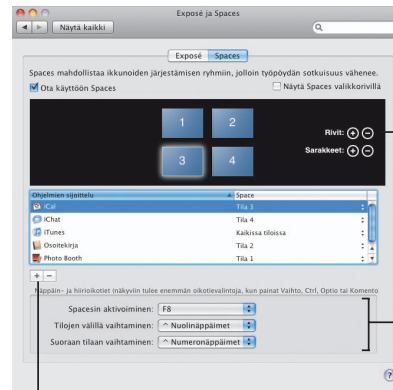 Exposé ja Spaces
Näytä kaikki
Exposé Spaces
Spaces mahdollistaa ikkunoiden järjestämisen ryhmiin, jolloin työpöydän sotkuisuus vähenee.
Ota käyttöön Spaces
Näytä Spaces valikkorivillä
1 2
3 4
Rivit: + −
Sarakkeet: + −
Ohjelmien sijoittelu Space
iCal Tila 3
iChat Tila 4
iTunes Kaikissa tiloissa
Osoitekirja Tila 2
Photo Booth Tila 1
+ −
Näppäin- ja hiirioikotiet (näkyviin tulee enemmän oikotievalintoja, kun painat Vaihto, Ctrl, Optio tai Komento
Spacesin aktivoiminen: F8
Tilojen välillä vaihtaminen: ^ Nuolinäppäimet
Suoraan tilaan vaihtaminen: ^ Numeronäppäimet
?